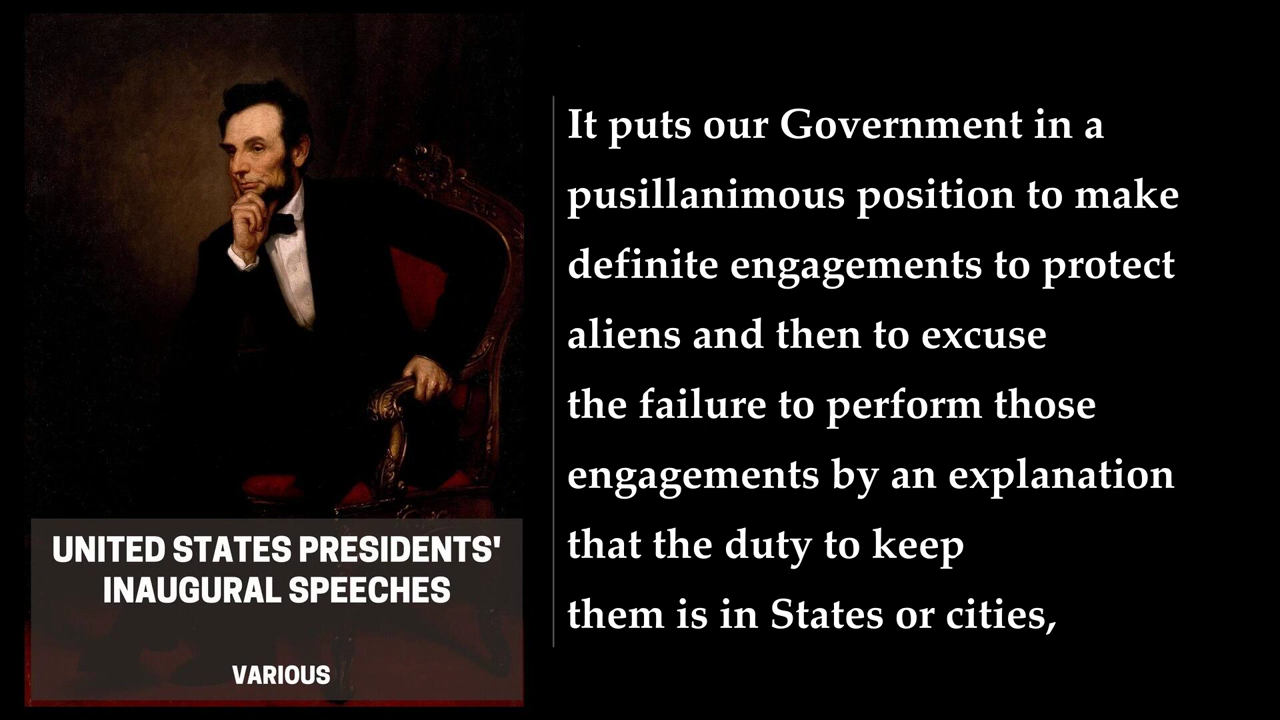 It puts our Government in a
pusillanimous position to make
definite engagements to protect
aliens and then to excuse
the failure to perform those
engagements by an explanation
that the duty to keep
them is in States or cities,
UNITED STATES PRESIDENTS'
INAUGURAL SPEECHES
VARIOUS